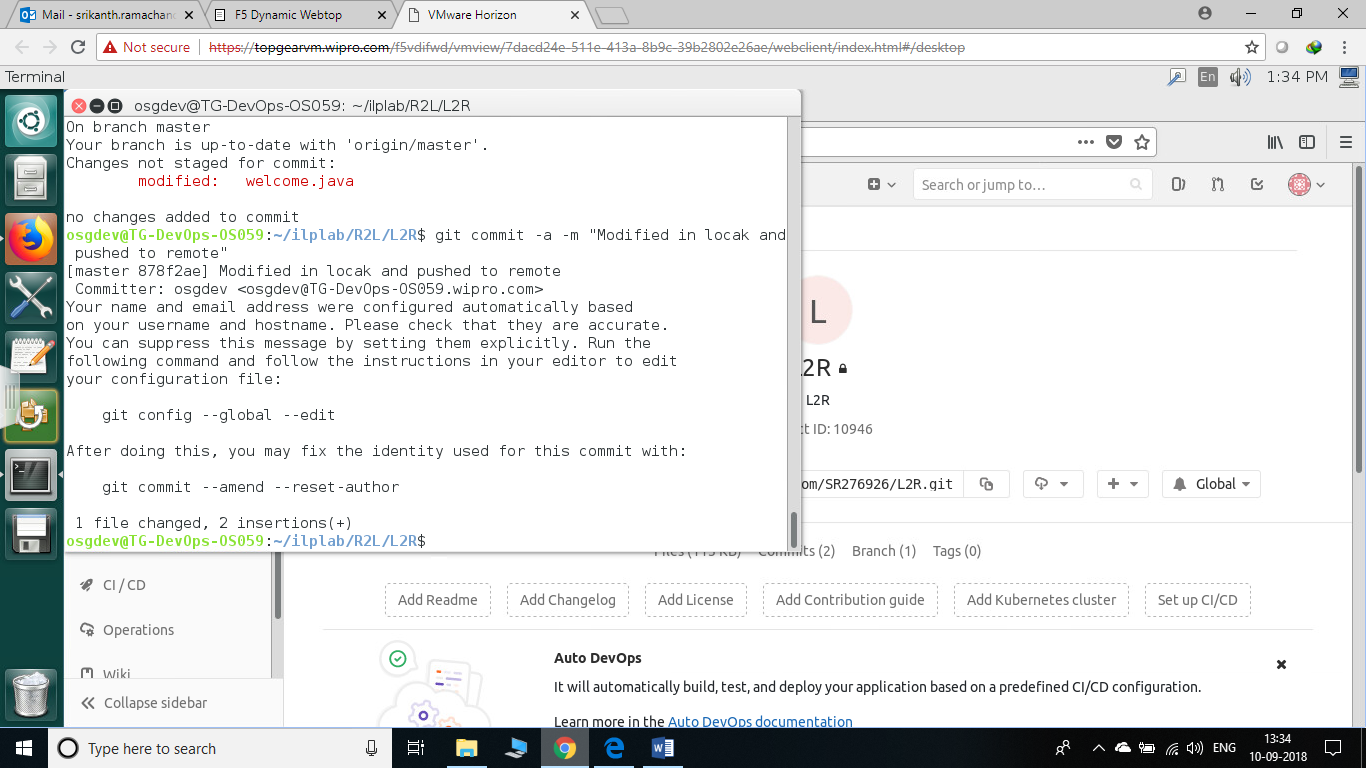 Mail - srikanth.ramachand
F5 Dynamic Webtop
VMware Horizon
Not secure
https://topgearvm.wipro.com/f5vdifwd/vmview/7dacd24e-511e-413a-8b9c-39b2802e26ae/webclient/index.html#/desktop
Terminal
En
1:34 PM
osgdev@TG-DevOps-OS059: ~/ilplab/R2L/L2R
On branch master
Your branch is up-to-date with 'origin/master'.
Changes not staged for commit:
modified: welcome.java
no changes added to commit
osgdev@TG-DevOps-OS059:~/ilplab/R2L/L2R$ git commit -a -m "Modified in locak and
pushed to remote"
[master 878f2ae] Modified in locak and pushed to remote
Committer: osgdev <osgdev@TG-DevOps-OS059.wipro.com>
Your name and email address were configured automatically based
on your username and hostname. Please check that they are accurate.
You can suppress this message by setting them explicitly. Run the
following command and follow the instructions in your editor to edit
your configuration file:
git config --global --edit
After doing this, you may fix the identity used for this commit with:
git commit --amend --reset-author
1 file changed, 2 insertions(+)
osgdev@TG-DevOps-OS059:~/ilplab/R2L/L2R$
Search or jump to…
L
L2R
L2R
ct ID: 10946
om/SR276926/L2R.git
Global
Files (115 KB) Commits (2) Branch (1) Tags (0)
CI / CD
Operations
Wiki
Collapse sidebar
Add Readme
Add Changelog
Add License
Add Contribution guide
Add Kubernetes cluster
Set up CI/CD
Auto DevOps
It will automatically build, test, and deploy your application based on a predefined CI/CD configuration.
Learn more in the Auto DevOps documentation
Type here to search
ENG
13:34
10-09-2018